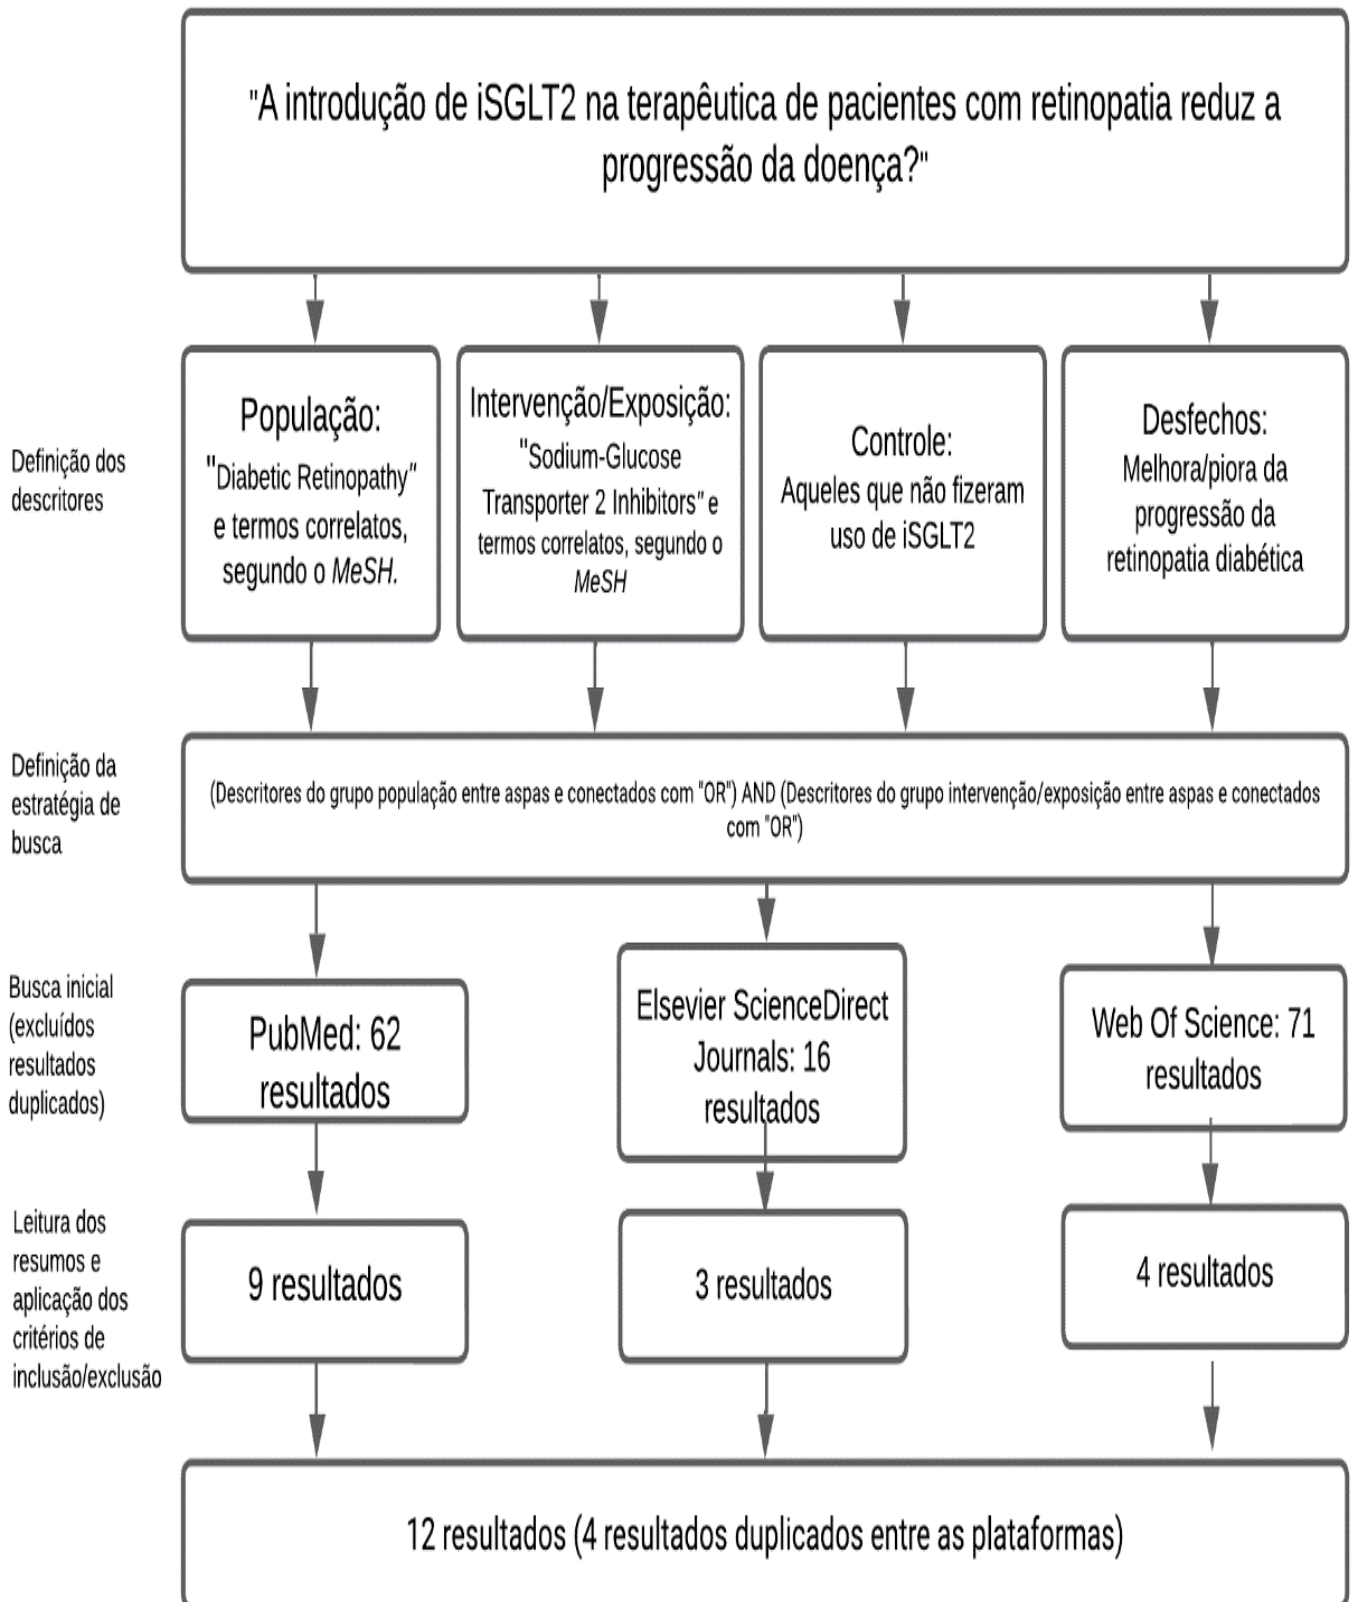 "A introdução de iSGLT2 na terapêutica de pacientes com retinopatia reduz a
progressão da doença?"
Definição dos
descritores
População:
"Diabetic Retinopathy"
e termos correlatos,
segundo o MeSH.
Intervenção/Exposição:
"Sodium-Glucose
Transporter 2 Inhibitors" e
termos correlatos, segundo o
MeSH
Controle:
Aqueles que não fizeram
uso de iSGLT2
Desfechos:
Melhora/piora da
progressão da
retinopatia diabética
Definição da
estratégia de
busca
(Descritores do grupo população entre aspas e conectados com "OR") AND (Descritores do grupo intervenção/exposição entre aspas e conectados
com "OR")
Busca inicial
(excluídos
resultados
duplicados)
PubMed: 62
resultados
Elsevier ScienceDirect
Journals: 16
resultados
Web Of Science: 71
resultados
Leitura dos
resumos e
aplicação dos
critérios de
inclusão/exclusão
9 resultados
3 resultados
4 resultados
12 resultados (4 resultados duplicados entre as plataformas)